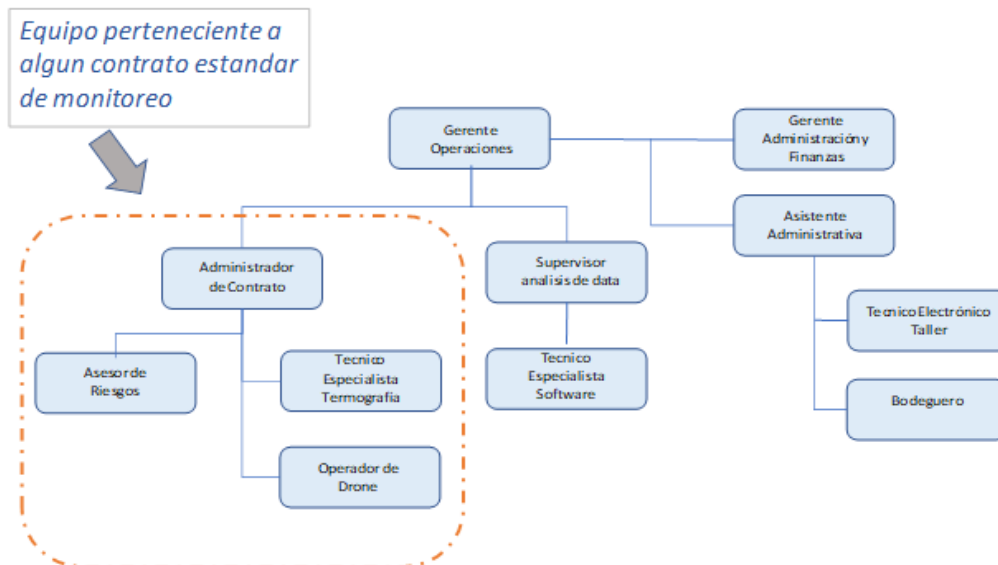 Equipo perteneciente a
algun contrato estandar
de monitoreo
Gerente
Operaciones
Gerente
Administración y
Finanzas
Asistente
Administrativa
Administrador
de Contrato
Supervisor
analisis de data
Tecnico Electrónico
Taller
Asesor de
Riesgos
Tecnico
Especialista
Termografia
Tecnico
Especialista
Software
Bodeguero
Operador de
Drone